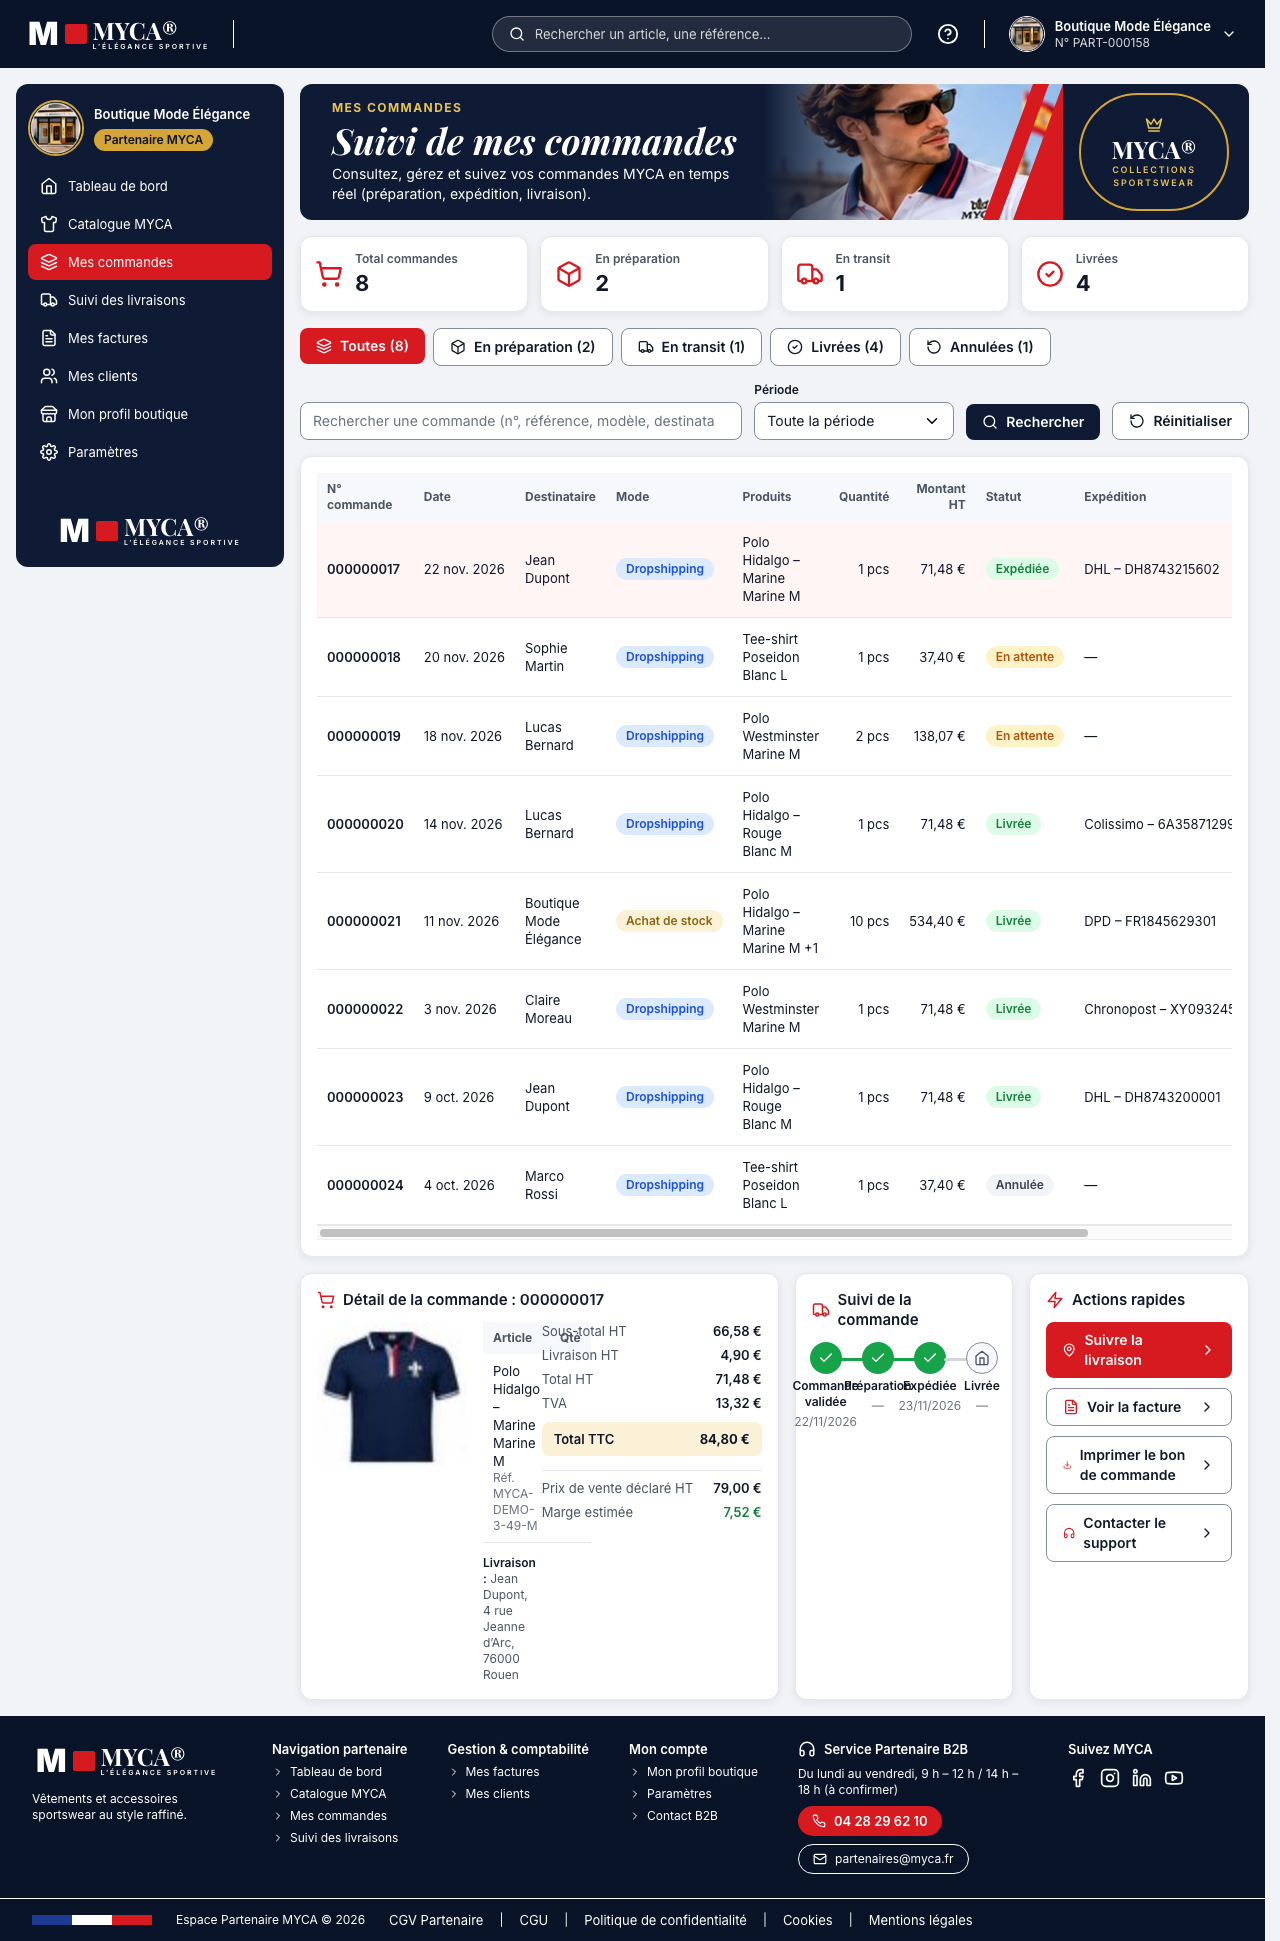 M MYCA®
L'ÉLÉGANCE SPORTIVE
Rechercher un article, une référence...
Boutique Mode Élégance
N° PART-000158
Boutique Mode Élégance
Partenaire MYCA
Tableau de bord
Catalogue MYCA
Mes commandes
Suivi des livraisons
Mes factures
Mes clients
Mon profil boutique
Paramètres
M MYCA®
L'ÉLÉGANCE SPORTIVE
MES COMMANDES
Suivi de mes commandes
Consultez, gérez et suivez vos commandes MYCA en temps
réel (préparation, expédition, livraison).
MYCA®
COLLECTIONS
SPORTSWEAR
Total commandes
8
En préparation
2
En transit
1
Livrées
4
Toutes (8)
En préparation (2)
En transit (1)
Livrées (4)
Annulées (1)
Rechercher une commande (n°, référence, modèle, destinata
Période
Toute la période
Rechercher
Réinitialiser
N° commande Date Destinataire Mode Produits Quantité Montant HT Statut Expédition
000000017 22 nov. 2026 Jean Dupont Dropshipping Polo Hidalgo – Marine Marine M 1 pcs 71,48 € Expédiée DHL – DH8743215602
000000018 20 nov. 2026 Sophie Martin Dropshipping Tee-shirt Poseidon Blanc L 1 pcs 37,40 € En attente —
000000019 18 nov. 2026 Lucas Bernard Dropshipping Polo Westminster Marine M 2 pcs 138,07 € En attente —
000000020 14 nov. 2026 Lucas Bernard Dropshipping Polo Hidalgo – Rouge Blanc M 1 pcs 71,48 € Livrée Colissimo – 6A35871299
000000021 11 nov. 2026 Boutique Mode Élégance Achat de stock Polo Hidalgo – Marine Marine M +1 10 pcs 534,40 € Livrée DPD – FR1845629301
000000022 3 nov. 2026 Claire Moreau Dropshipping Polo Westminster Marine M 1 pcs 71,48 € Livrée Chronopost – XY093245
000000023 9 oct. 2026 Jean Dupont Dropshipping Polo Hidalgo – Rouge Blanc M 1 pcs 71,48 € Livrée DHL – DH8743200001
000000024 4 oct. 2026 Marco Rossi Dropshipping Tee-shirt Poseidon Blanc L 1 pcs 37,40 € Annulée —
Détail de la commande : 000000017
Article Qté
Polo
Hidalgo
–
Marine
Marine
M
Réf.
MYCA-
DEMO-
3-49-M
Livraison
: Jean
Dupont,
4 rue
Jeanne
d'Arc,
76000
Rouen
Sous-total HT 66,58 €
Livraison HT 4,90 €
Total HT 71,48 €
TVA 13,32 €
Total TTC 84,80 €
Prix de vente déclaré HT 79,00 €
Marge estimée 7,52 €
Suivi de la
commande
Commande
validée
22/11/2026
Préparation
—
Expédiée
23/11/2026
Livrée
—
Actions rapides
Suivre la
livraison
Voir la facture
Imprimer le bon
de commande
Contacter le
support
M MYCA®
L'ÉLÉGANCE SPORTIVE
Vêtements et accessoires
sportswear au style raffiné.
Navigation partenaire
Tableau de bord
Catalogue MYCA
Mes commandes
Suivi des livraisons
Gestion & comptabilité
Mes factures
Mes clients
Mon compte
Mon profil boutique
Paramètres
Contact B2B
Service Partenaire B2B
Du lundi au vendredi, 9 h – 12 h / 14 h –
18 h (à confirmer)
04 28 29 62 10
partenaires@myca.fr
Suivez MYCA
Espace Partenaire MYCA © 2026 CGV Partenaire | CGU | Politique de confidentialité | Cookies | Mentions légales